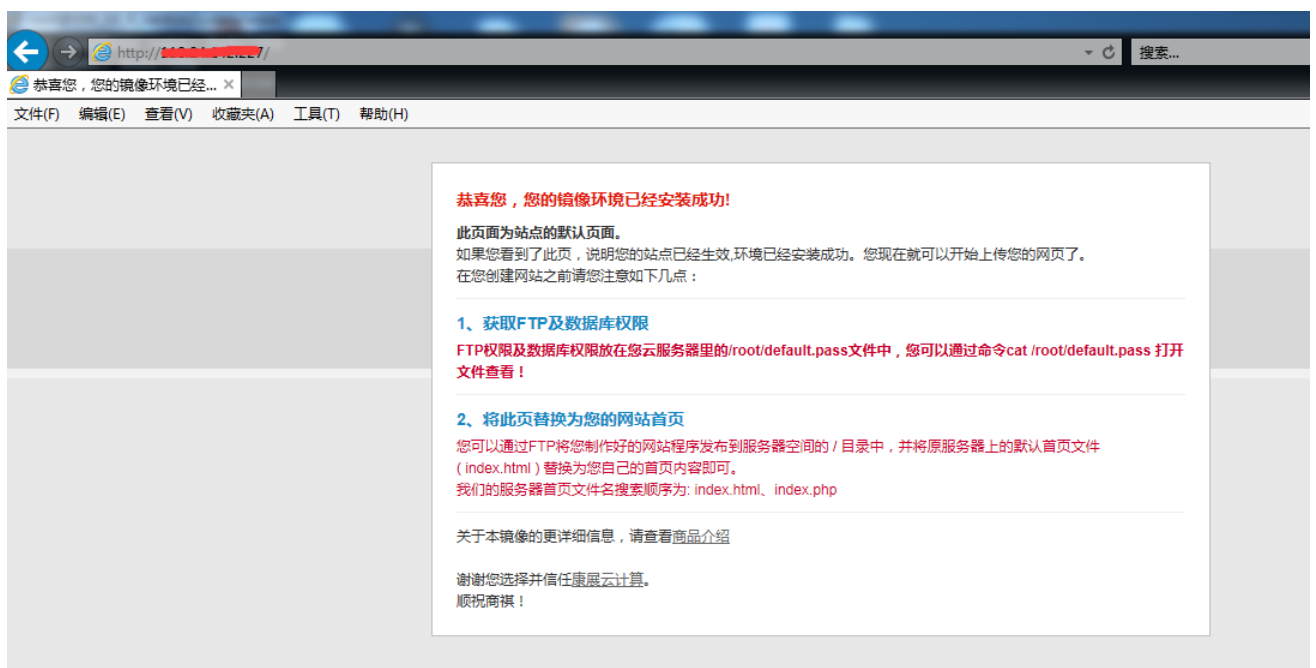 http://
搜索...
恭喜您，您的镜像环境已经...
文件(F) 编辑(E) 查看(V) 收藏夹(A) 工具(T) 帮助(H)
恭喜您，您的镜像环境已经安装成功!
此页面为站点的默认页面。
如果您看到了此页，说明您的站点已经生效,环境已经安装成功。您现在就可以开始上传您的网页了。
在您创建网站之前请您注意如下几点：
1、获取FTP及数据库权限
FTP权限及数据库权限放在您云服务器里的/root/default.pass文件中，您可以通过命令cat /root/default.pass 打开
文件查看！
2、将此页替换为您的网站首页
您可以通过FTP将您制作好的网站程序发布到服务器空间的 / 目录中，并将原服务器上的默认首页文件
( index.html ) 替换为您自己的首页内容即可。
我们的服务器首页文件名搜索顺序为: index.html、index.php
关于本镜像的更详细信息，请查看商品介绍
谢谢您选择并信任康展云计算。
顺祝商祺！